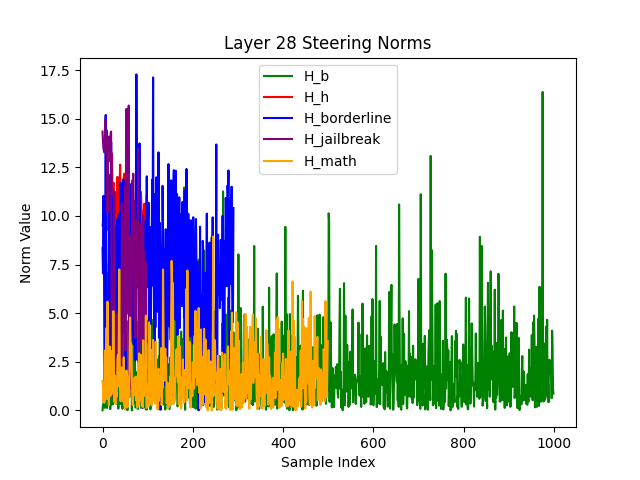 Layer 28 Steering Norms
17.5
15.0
12.5
10.0
7.5
5.0
2.5
0.0
Norm Value
H_b
H_h
H_borderline
H_jailbreak
H_math
0 200 400 600 800 1000
Sample Index